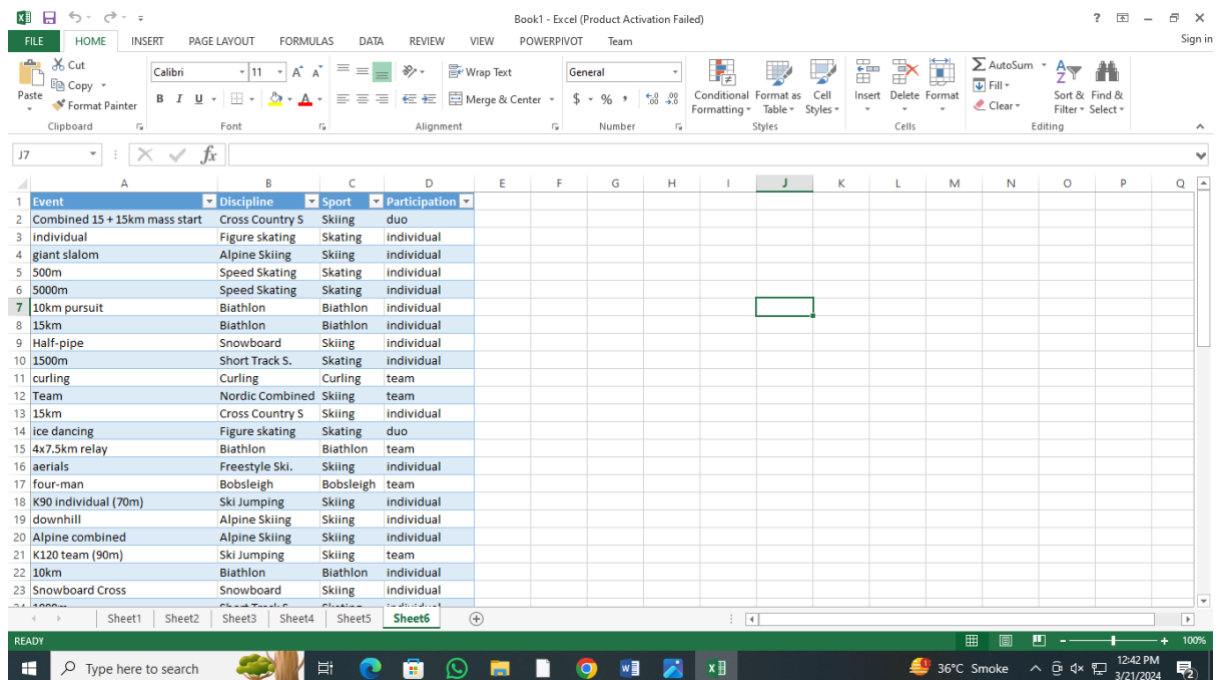 Book1 - Excel (Product Activation Failed)
FILE HOME INSERT PAGE LAYOUT FORMULAS DATA REVIEW VIEW POWERPIVOT Team Sign in
Paste
Cut
Copy
Format Painter
Clipboard
Calibri 11
B I U
Font
Wrap Text
Merge & Center
Alignment
General
$ % ,
Number
Conditional Formatting
Format as Table
Cell Styles
Styles
Insert Delete Format
Cells
AutoSum
Fill
Clear
Sort & Filter
Find & Select
Editing
J7 fx
A B C D E F G H I J K L M N O P Q
1 Event Discipline Sport Participation
2 Combined 15 + 15km mass start Cross Country S Skiing duo
3 individual Figure skating Skating individual
4 giant slalom Alpine Skiing Skiing individual
5 500m Speed Skating Skating individual
6 5000m Speed Skating Skating individual
7 10km pursuit Biathlon Biathlon individual
8 15km Biathlon Biathlon individual
9 Half-pipe Snowboard Skiing individual
10 1500m Short Track S. Skating individual
11 curling Curling Curling team
12 Team Nordic Combined Skiing team
13 15km Cross Country S Skiing individual
14 ice dancing Figure skating Skating duo
15 4x7.5km relay Biathlon Biathlon team
16 aerials Freestyle Ski. Skiing individual
17 four-man Bobsleigh Bobsleigh team
18 K90 individual (70m) Ski Jumping Skiing individual
19 downhill Alpine Skiing Skiing individual
20 Alpine combined Alpine Skiing Skiing individual
21 K120 team (90m) Ski Jumping Skiing team
22 10km Biathlon Biathlon individual
23 Snowboard Cross Snowboard Skiing individual
Sheet1 Sheet2 Sheet3 Sheet4 Sheet5 Sheet6
READY 100%
Type here to search 36°C Smoke 12:42 PM
3/21/2024